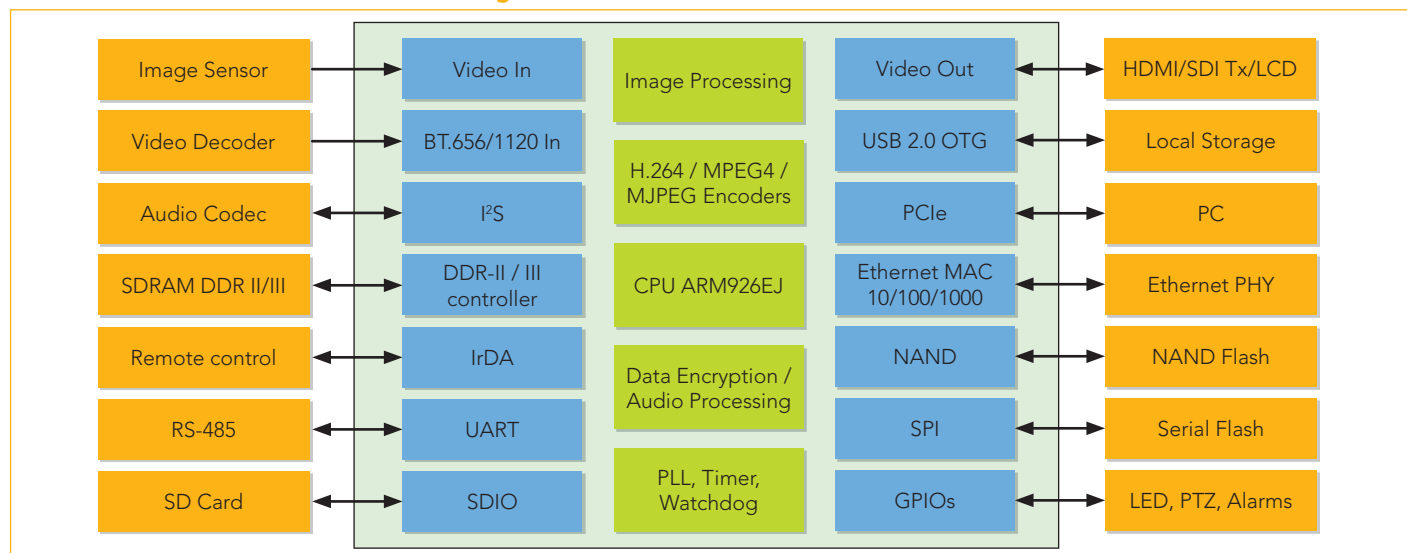 Image Sensor
Video In
Image Processing
Video Out
HDMI/SDI Tx/LCD
Video Decoder
BT.656/1120 In
H.264 / MPEG4 /
MJPEG Encoders
USB 2.0 OTG
Local Storage
Audio Codec
I²S
PCIe
PC
SDRAM DDR II/III
DDR-II / III
controller
CPU ARM926EJ
Ethernet MAC
10/100/1000
Ethernet PHY
Remote control
IrDA
Data Encryption /
Audio Processing
NAND
NAND Flash
RS-485
UART
SPI
Serial Flash
SD Card
SDIO
PLL, Timer,
Watchdog
GPIOs
LED, PTZ, Alarms